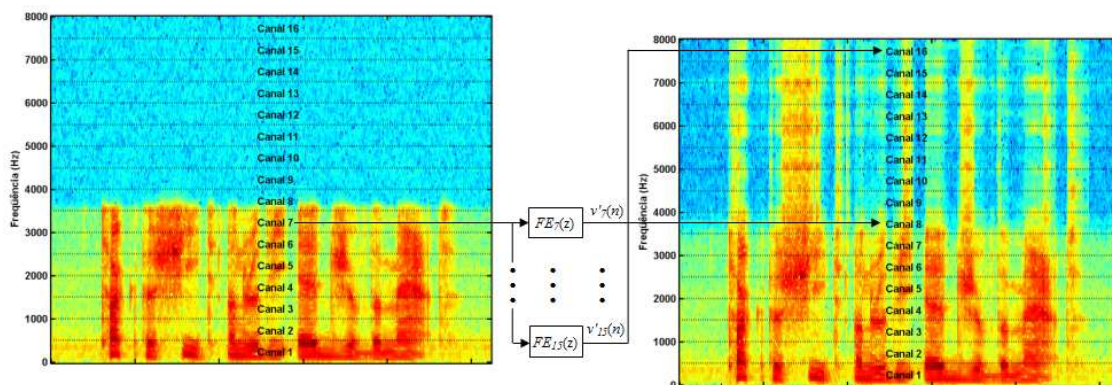 Freqüência (Hz)
8000
7000
6000
5000
4000
3000
2000
1000
0
Canal 16
Canal 15
Canal 14
Canal 13
Canal 12
Canal 11
Canal 10
Canal 9
Canal 8
Canal 7
Canal 6
Canal 5
Canal 4
Canal 3
Canal 2
Canal 1
FE7(z)
v'7(n)
FE15(z)
v'15(n)
Freqüência (Hz)
8000
7000
6000
5000
4000
3000
2000
1000
0
Canal 16
Canal 15
Canal 14
Canal 13
Canal 12
Canal 11
Canal 10
Canal 9
Canal 8
Canal 7
Canal 6
Canal 5
Canal 4
Canal 3
Canal 2
Canal 1